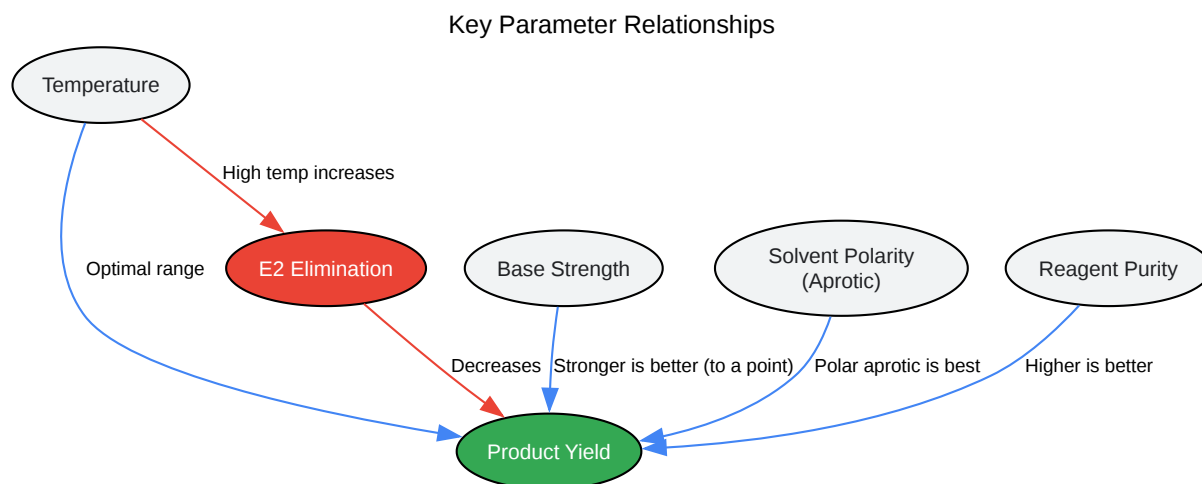 Key Parameter Relationships
Temperature
High temp increases
Optimal range
E2 Elimination
Base Strength
Solvent Polarity
(Aprotic)
Reagent Purity
Decreases
Stronger is better (to a point)
Polar aprotic is best
Higher is better
Product Yield